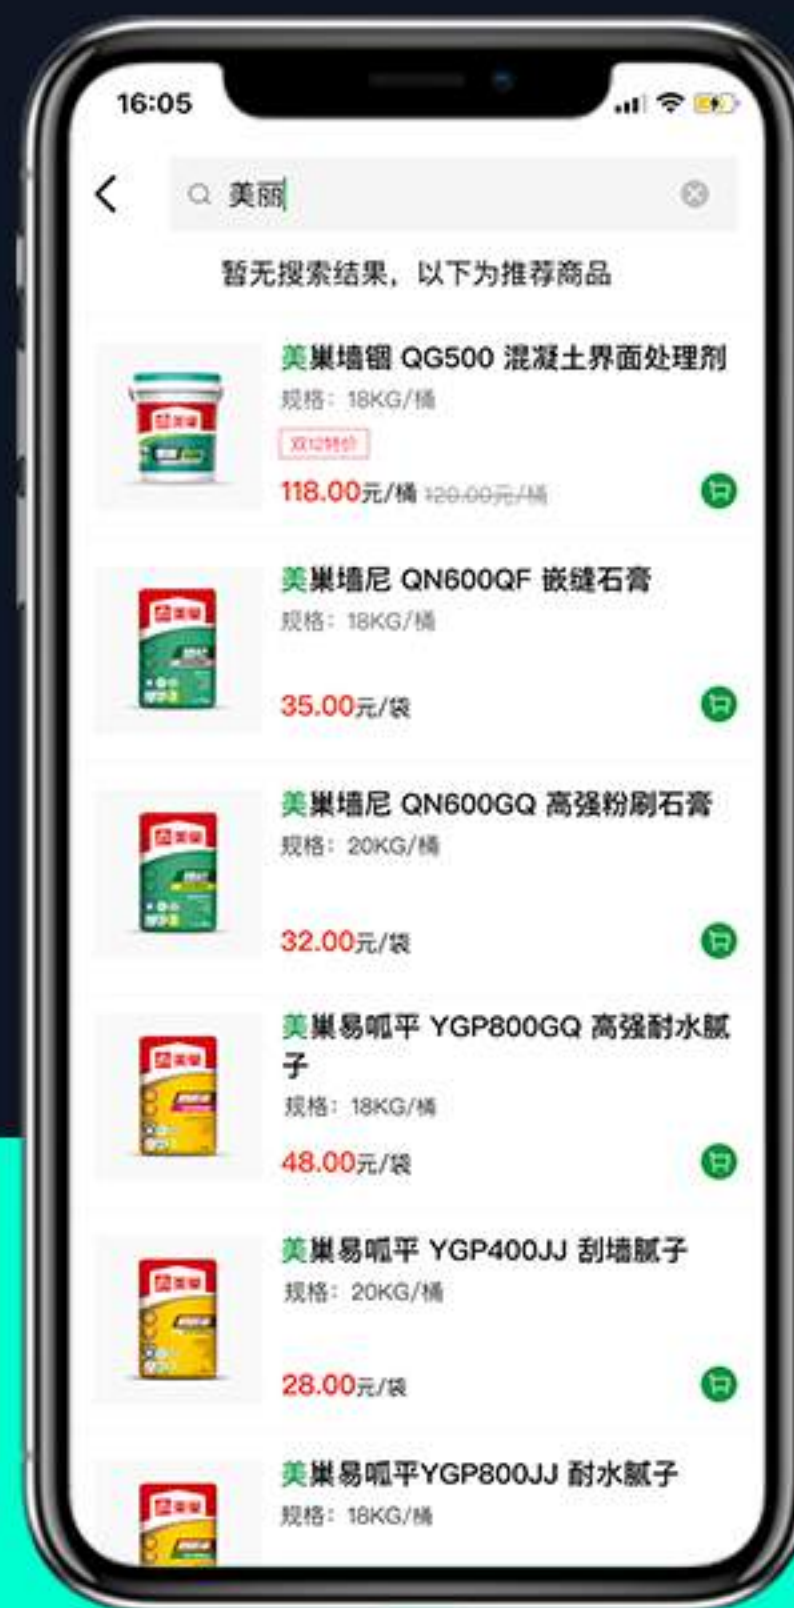 16:05
美丽
暂无搜索结果，以下为推荐商品
美巢墙锢 QG500 混凝土界面处理剂
规格：18KG/桶
双12特价
118.00元/桶 120.00元/桶
美巢墙尼 QN600QF 嵌缝石膏
规格：18KG/桶
35.00元/袋
美巢墙尼 QN600GQ 高强粉刷石膏
规格：20KG/桶
32.00元/袋
美巢易呱平 YGP800GQ 高强耐水腻
子
规格：18KG/桶
48.00元/袋
美巢易呱平 YGP400JJ 刮墙腻子
规格：20KG/桶
28.00元/袋
美巢易呱平YGP800JJ 耐水腻子
规格：18KG/桶